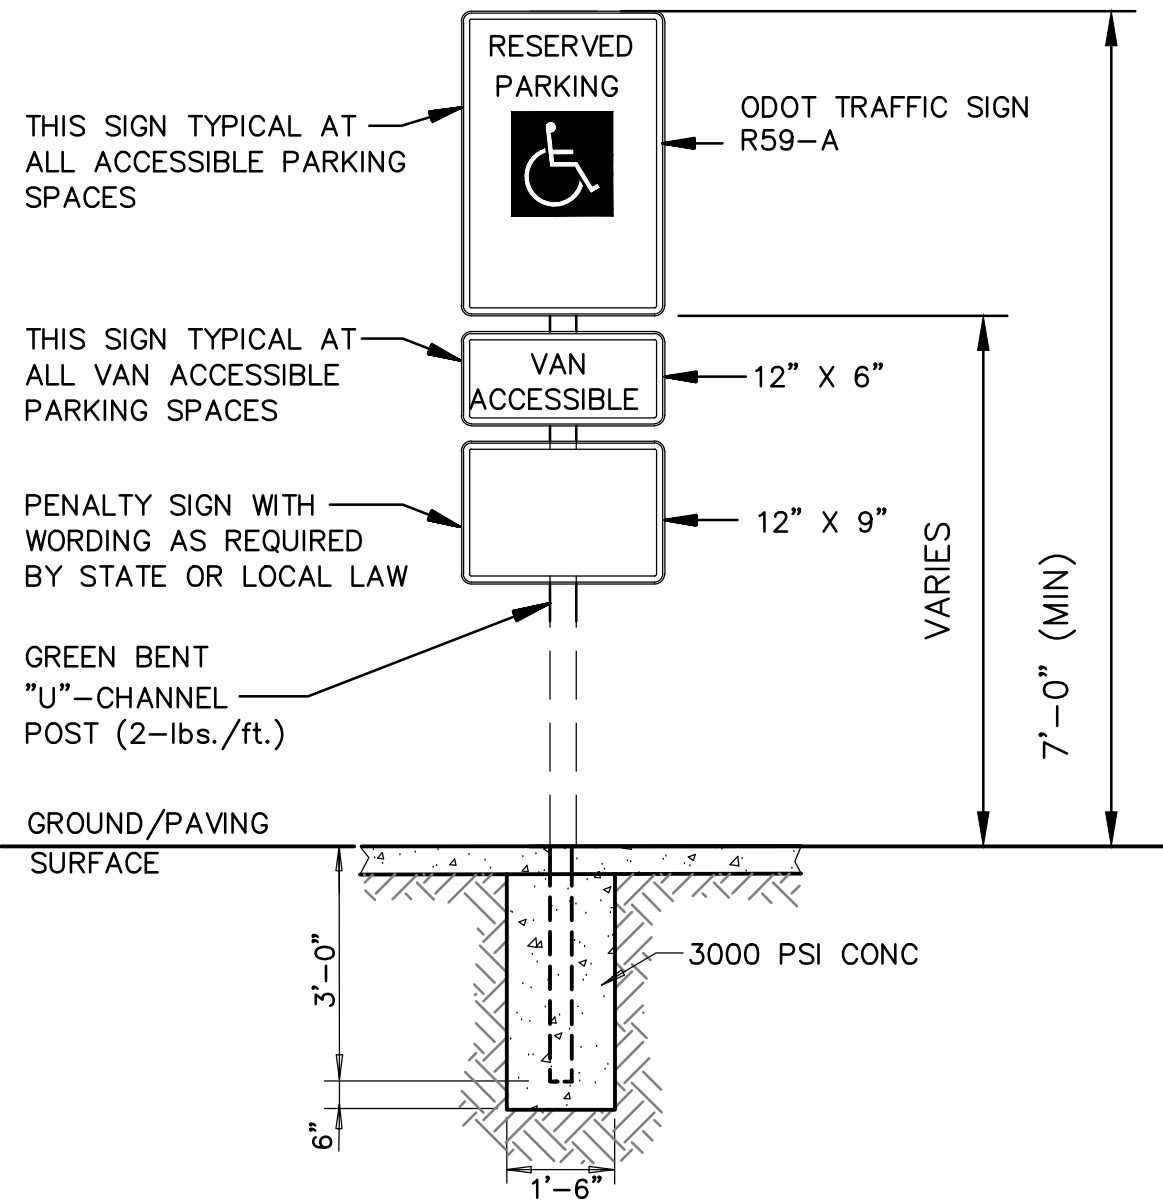 RESERVED
PARKING
THIS SIGN TYPICAL AT
ALL ACCESSIBLE PARKING
SPACES
ODOT TRAFFIC SIGN
R59-A
THIS SIGN TYPICAL AT
ALL VAN ACCESSIBLE
PARKING SPACES
VAN
ACCESSIBLE
12" X 6"
PENALTY SIGN WITH
WORDING AS REQUIRED
BY STATE OR LOCAL LAW
12" X 9"
VARIES
7'-0" (MIN)
GREEN BENT
"U"-CHANNEL
POST (2-lbs./ft.)
GROUND/PAVING
SURFACE
3'-0"
3000 PSI CONC
6"
1'-6"